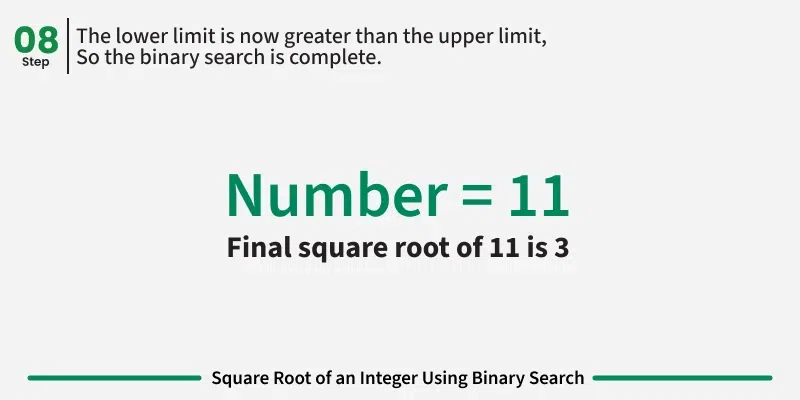 08
Step
The lower limit is now greater than the upper limit,
So the binary search is complete.
Number = 11
Final square root of 11 is 3
Square Root of an Integer Using Binary Search